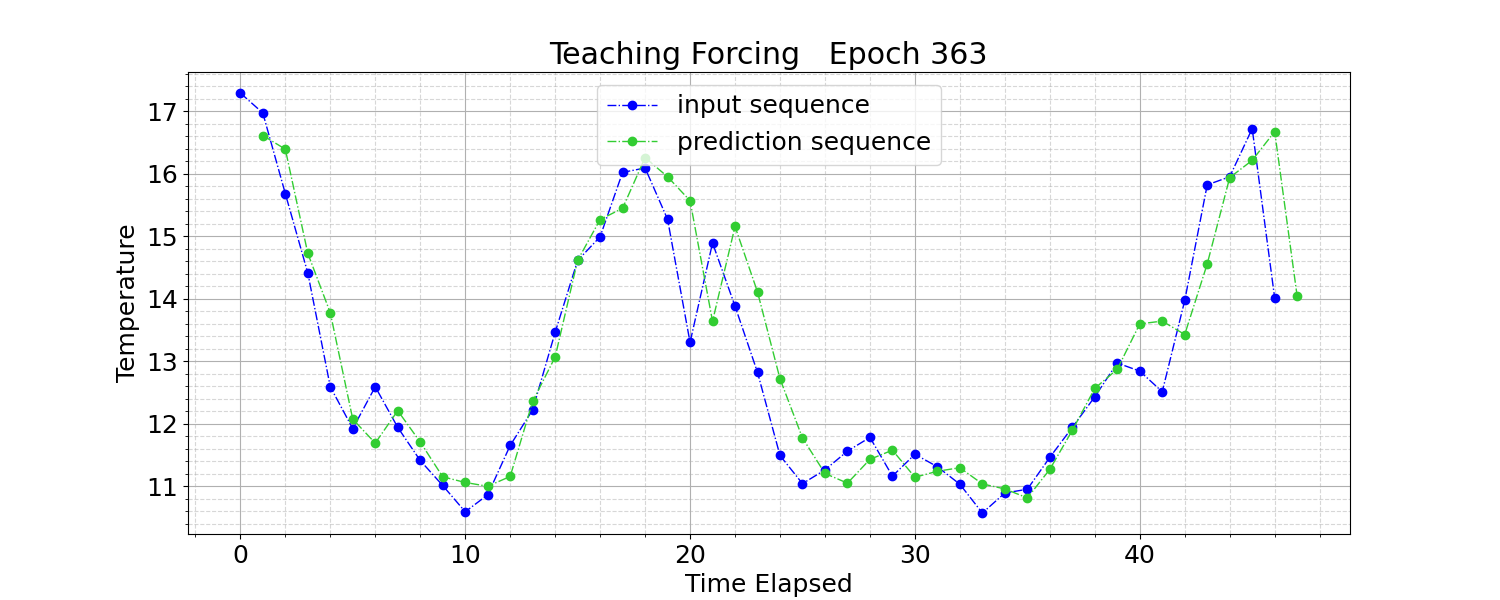 Teaching Forcing   Epoch 363
input sequence
prediction sequence
17
16
15
14
13
12
11
Temperature
0 10 20 30 40
Time Elapsed